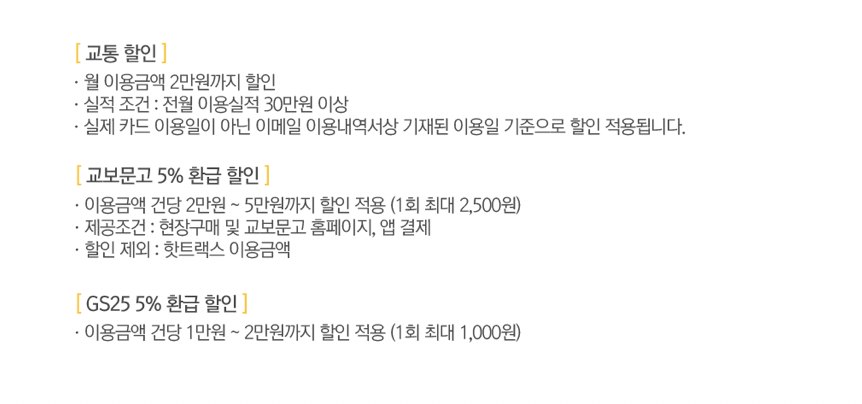 [ 교통 할인 ]
· 월 이용금액 2만원까지 할인
· 실적 조건 : 전월 이용실적 30만원 이상
· 실제 카드 이용일이 아닌 이메일 이용내역서상 기재된 이용일 기준으로 할인 적용됩니다.
[ 교보문고 5% 환급 할인 ]
· 이용금액 건당 2만원 ~ 5만원까지 할인 적용 (1회 최대 2,500원)
· 제공조건 : 현장구매 및 교보문고 홈페이지, 앱 결제
· 할인 제외 : 핫트랙스 이용금액
[ GS25 5% 환급 할인 ]
· 이용금액 건당 1만원 ~ 2만원까지 할인 적용 (1회 최대 1,000원)